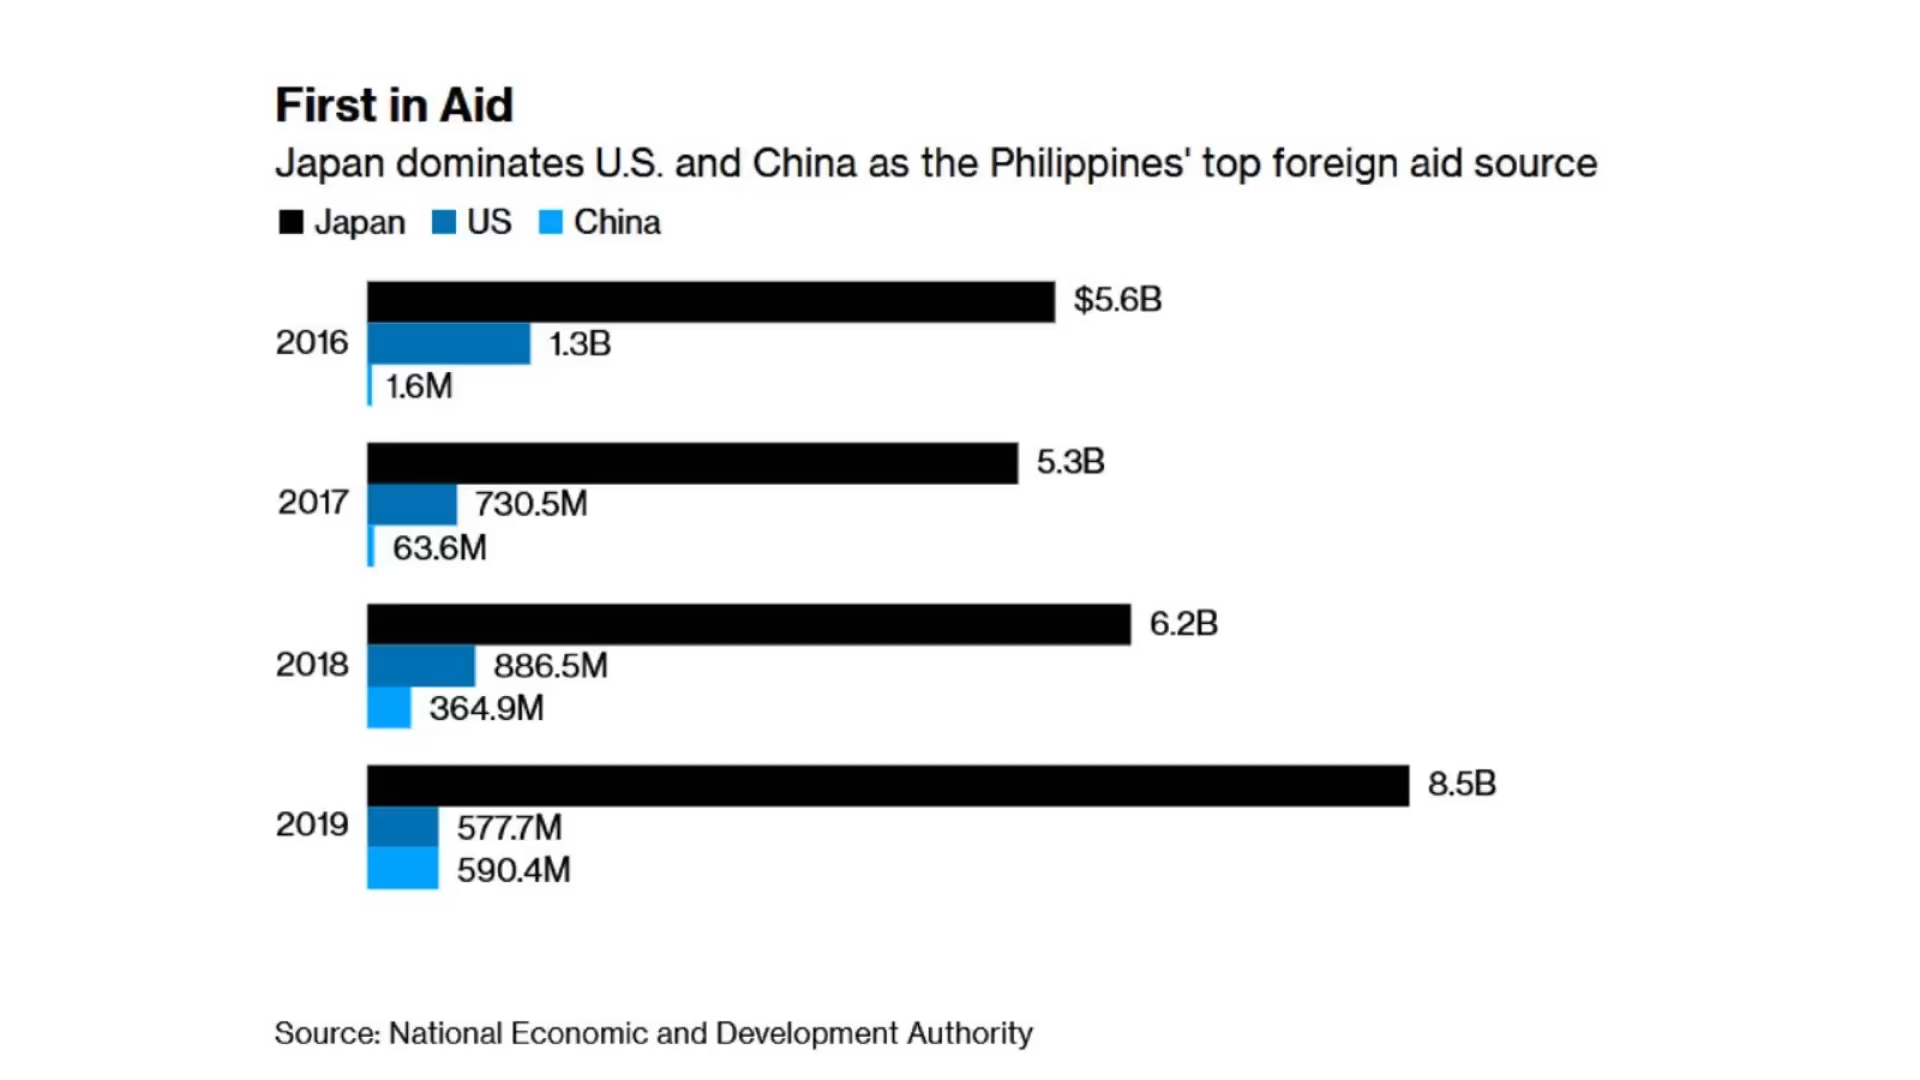 First in Aid
Japan dominates U.S. and China as the Philippines' top foreign aid source
Japan US China
2016
$5.6B
1.3B
1.6M
2017
5.3B
730.5M
63.6M
2018
6.2B
886.5M
364.9M
2019
8.5B
577.7M
590.4M
Source: National Economic and Development Authority